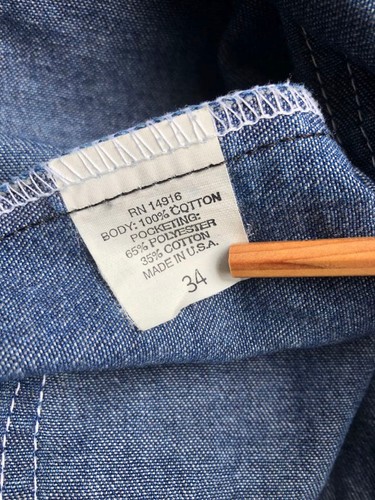 RN 14916
BODY: 100% COTTON
POCKETING:
65% POLYESTER
35% COTTON
MADE IN U.S.A.
34